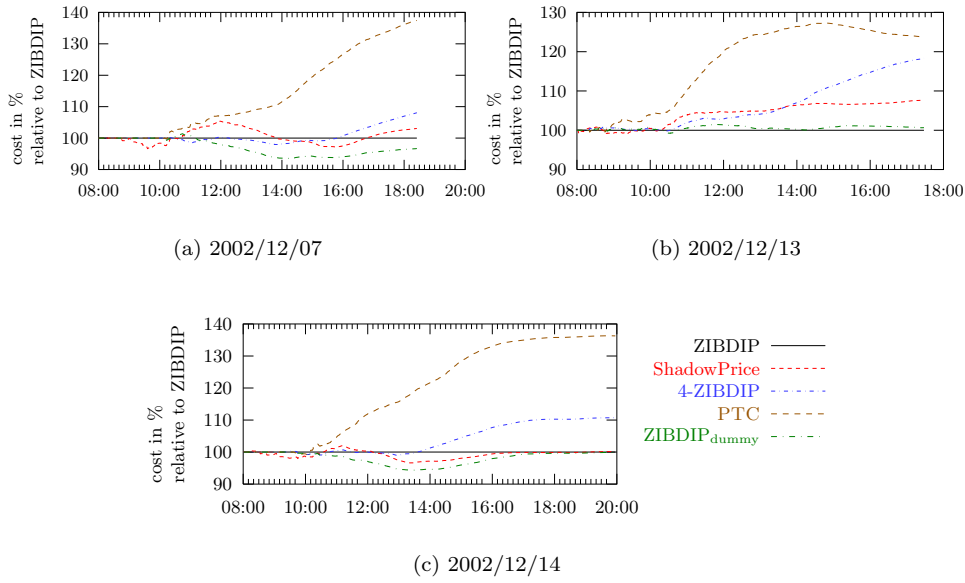 cost in %
relative to ZIBDIP
140
130
120
110
100
90
08:00 10:00 12:00 14:00 16:00 18:00 20:00
(a) 2002/12/07
cost in %
relative to ZIBDIP
130
120
110
100
90
08:00 10:00 12:00 14:00 16:00 18:00
(b) 2002/12/13
cost in %
relative to ZIBDIP
140
130
120
110
100
90
08:00 10:00 12:00 14:00 16:00 18:00 20:00
(c) 2002/12/14
ZIBDIP
ShadowPrice
4-ZIBDIP
PTC
ZIBDIPdummy